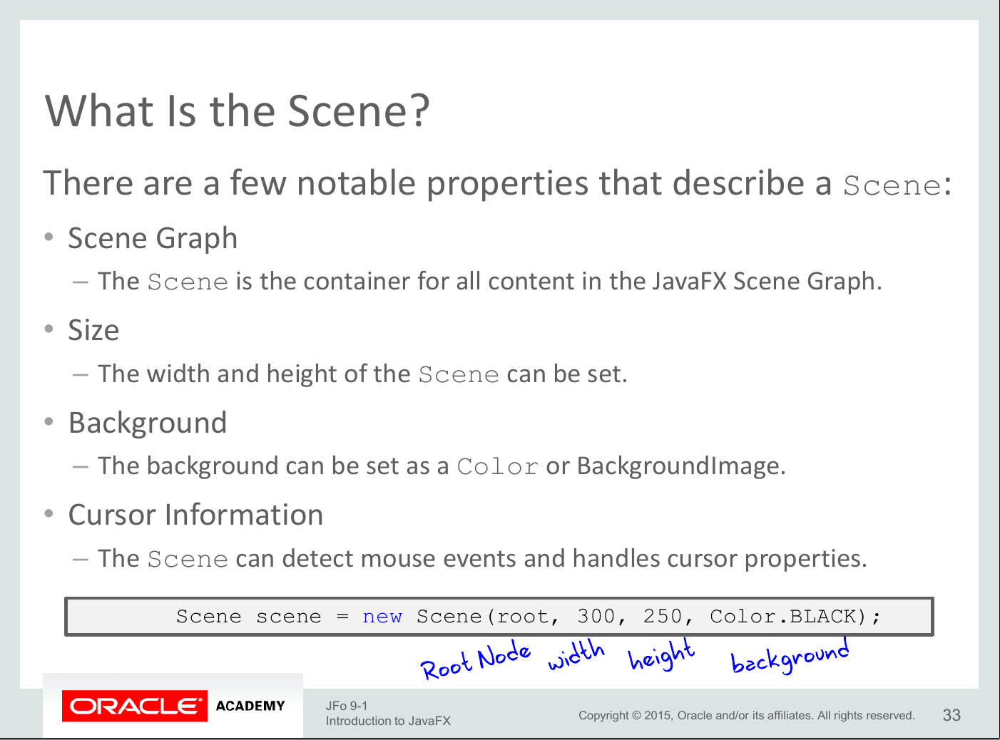 What Is the Scene?
There are a few notable properties that describe a Scene:
• Scene Graph
– The Scene is the container for all content in the JavaFX Scene Graph.
• Size
– The width and height of the Scene can be set.
• Background
– The background can be set as a Color or BackgroundImage.
• Cursor Information
– The Scene can detect mouse events and handles cursor properties.
Scene scene = new Scene(root, 300, 250, Color.BLACK);
Root Node width height background
ORACLE® ACADEMY
JFo 9-1
Introduction to JavaFX
Copyright © 2015, Oracle and/or its affiliates. All rights reserved. 33